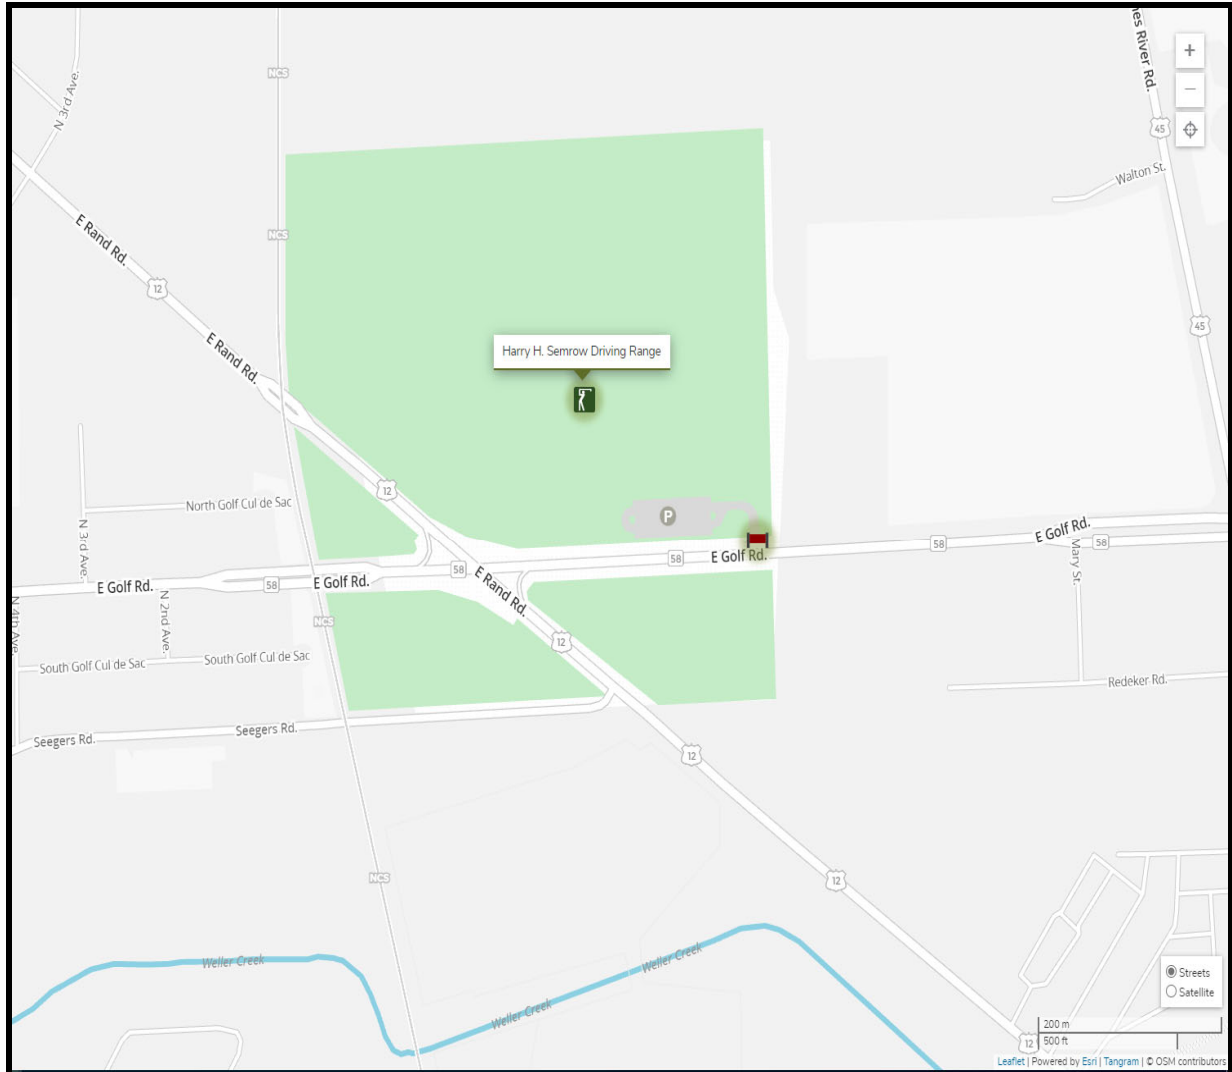 nes River Rd.
+
NCS
−
N 3rd Ave.
45
Walton St.
E Rand Rd.
NCS
12
45
E Rand Rd.
Harry H. Semrow Driving Range
12
North Golf Cul de Sac
P
N 3rd Ave.
E Golf Rd.
58
58
Mary St.
58
E Golf Rd.
58
E Golf Rd.
58
E Golf Rd.
58
E Rand Rd.
N 4th Ave.
N 2nd Ave.
NCS
12
South Golf Cul de Sac
South Golf Cul de Sac
Redeker Rd.
Seegers Rd.
Seegers Rd.
12
NCS
12
Weller Creek
Weller Creek
Weller Creek
Streets
Satellite
200 m
500 ft
12
Leaflet | Powered by Esri | Tangram | © OSM contributors